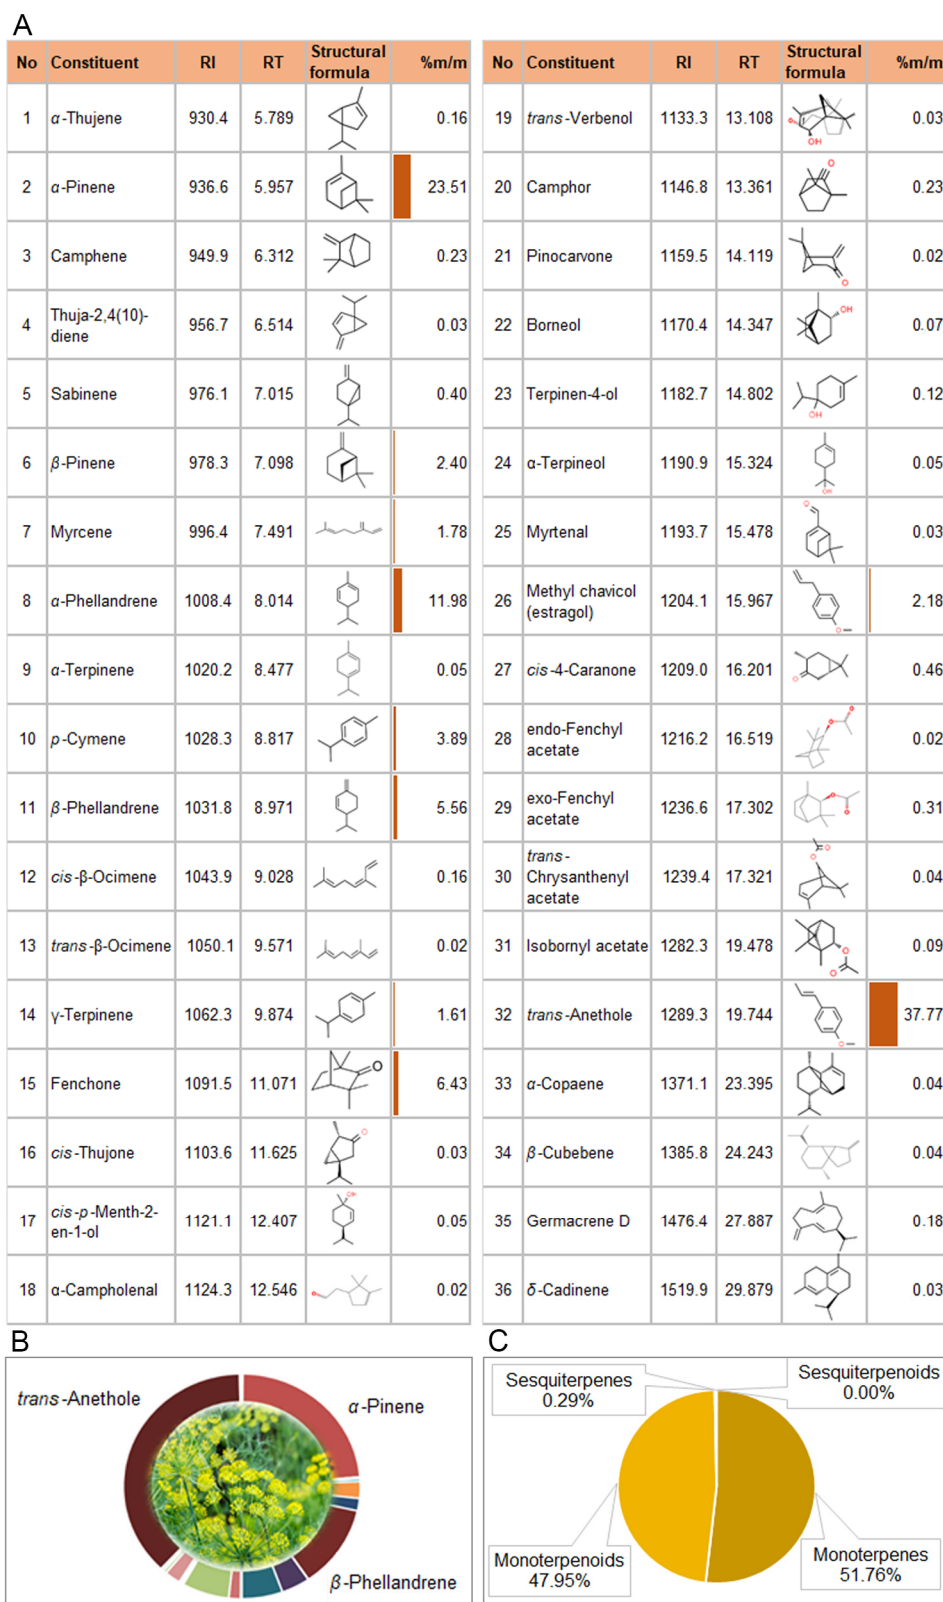 A
No Constituent RI RT Structural formula %m/m
1 α-Thujene 930.4 5.789 0.16
2 α-Pinene 936.6 5.957 23.51
3 Camphene 949.9 6.312 0.23
4 Thuja-2,4(10)-diene 956.7 6.514 0.03
5 Sabinene 976.1 7.015 0.40
6 β-Pinene 978.3 7.098 2.40
7 Myrcene 996.4 7.491 1.78
8 α-Phellandrene 1008.4 8.014 11.98
9 α-Terpinene 1020.2 8.477 0.05
10 p-Cymene 1028.3 8.817 3.89
11 β-Phellandrene 1031.8 8.971 5.56
12 cis-β-Ocimene 1043.9 9.028 0.16
13 trans-β-Ocimene 1050.1 9.571 0.02
14 γ-Terpinene 1062.3 9.874 1.61
15 Fenchone 1091.5 11.071 O 6.43
16 cis-Thujone 1103.6 11.625 O 0.03
17 cis-p-Menth-2-en-1-ol 1121.1 12.407 OH 0.05
18 α-Campholenal 1124.3 12.546 O 0.02
No Constituent RI RT Structural formula %m/m
19 trans-Verbenol 1133.3 13.108 O OH 0.03
20 Camphor 1146.8 13.361 O 0.23
21 Pinocarvone 1159.5 14.119 O 0.02
22 Borneol 1170.4 14.347 OH 0.07
23 Terpinen-4-ol 1182.7 14.802 OH 0.12
24 α-Terpineol 1190.9 15.324 OH 0.05
25 Myrtenal 1193.7 15.478 O 0.03
26 Methyl chavicol (estragol) 1204.1 15.967 O 2.18
27 cis-4-Caranone 1209.0 16.201 O 0.46
28 endo-Fenchyl acetate 1216.2 16.519 O O 0.02
29 exo-Fenchyl acetate 1236.6 17.302 O O 0.31
30 trans-Chrysanthenyl acetate 1239.4 17.321 O O 0.04
31 Isobornyl acetate 1282.3 19.478 O O 0.09
32 trans-Anethole 1289.3 19.744 O 37.77
33 α-Copaene 1371.1 23.395 0.04
34 β-Cubebene 1385.8 24.243 0.04
35 Germacrene D 1476.4 27.887 0.18
36 δ-Cadinene 1519.9 29.879 0.03
B
trans-Anethole
α-Pinene
β-Phellandrene
C
Sesquiterpenes
0.29%
Sesquiterpenoids
0.00%
Monoterpenoids
47.95%
Monoterpenes
51.76%